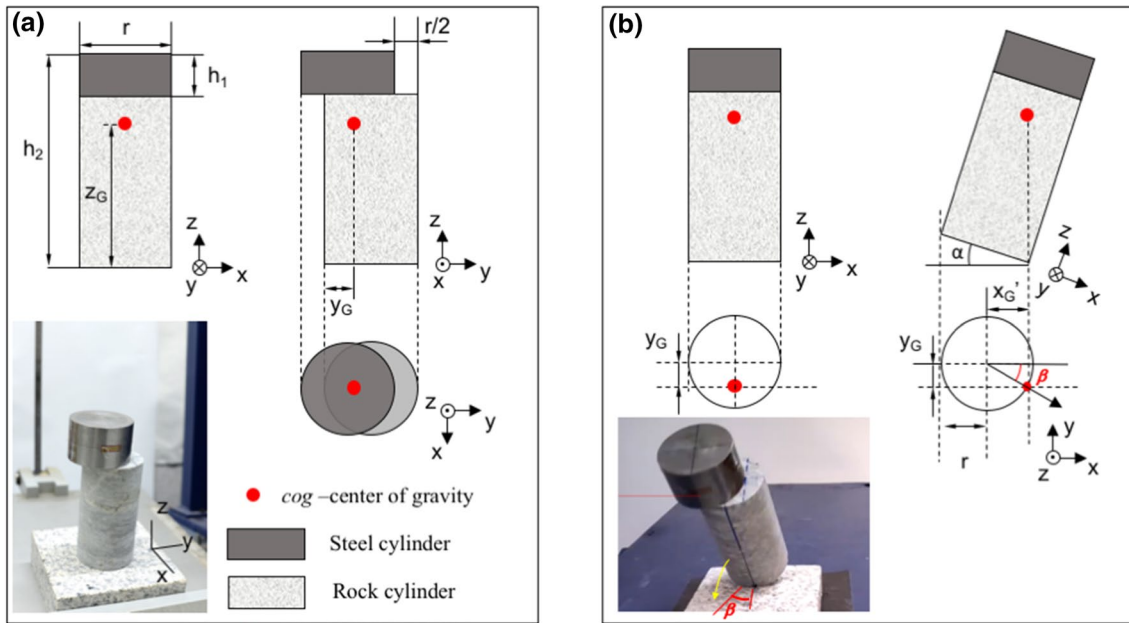 (a)
r
r/2
h1
h2
zG
z
x
y
z
y
x
yG
z
y
x
cog –center of gravity
Steel cylinder
Rock cylinder
z
y
x
(b)
z
x
y
α
z
y
x
xG'
yG
yG
β
r
y
z
x
β